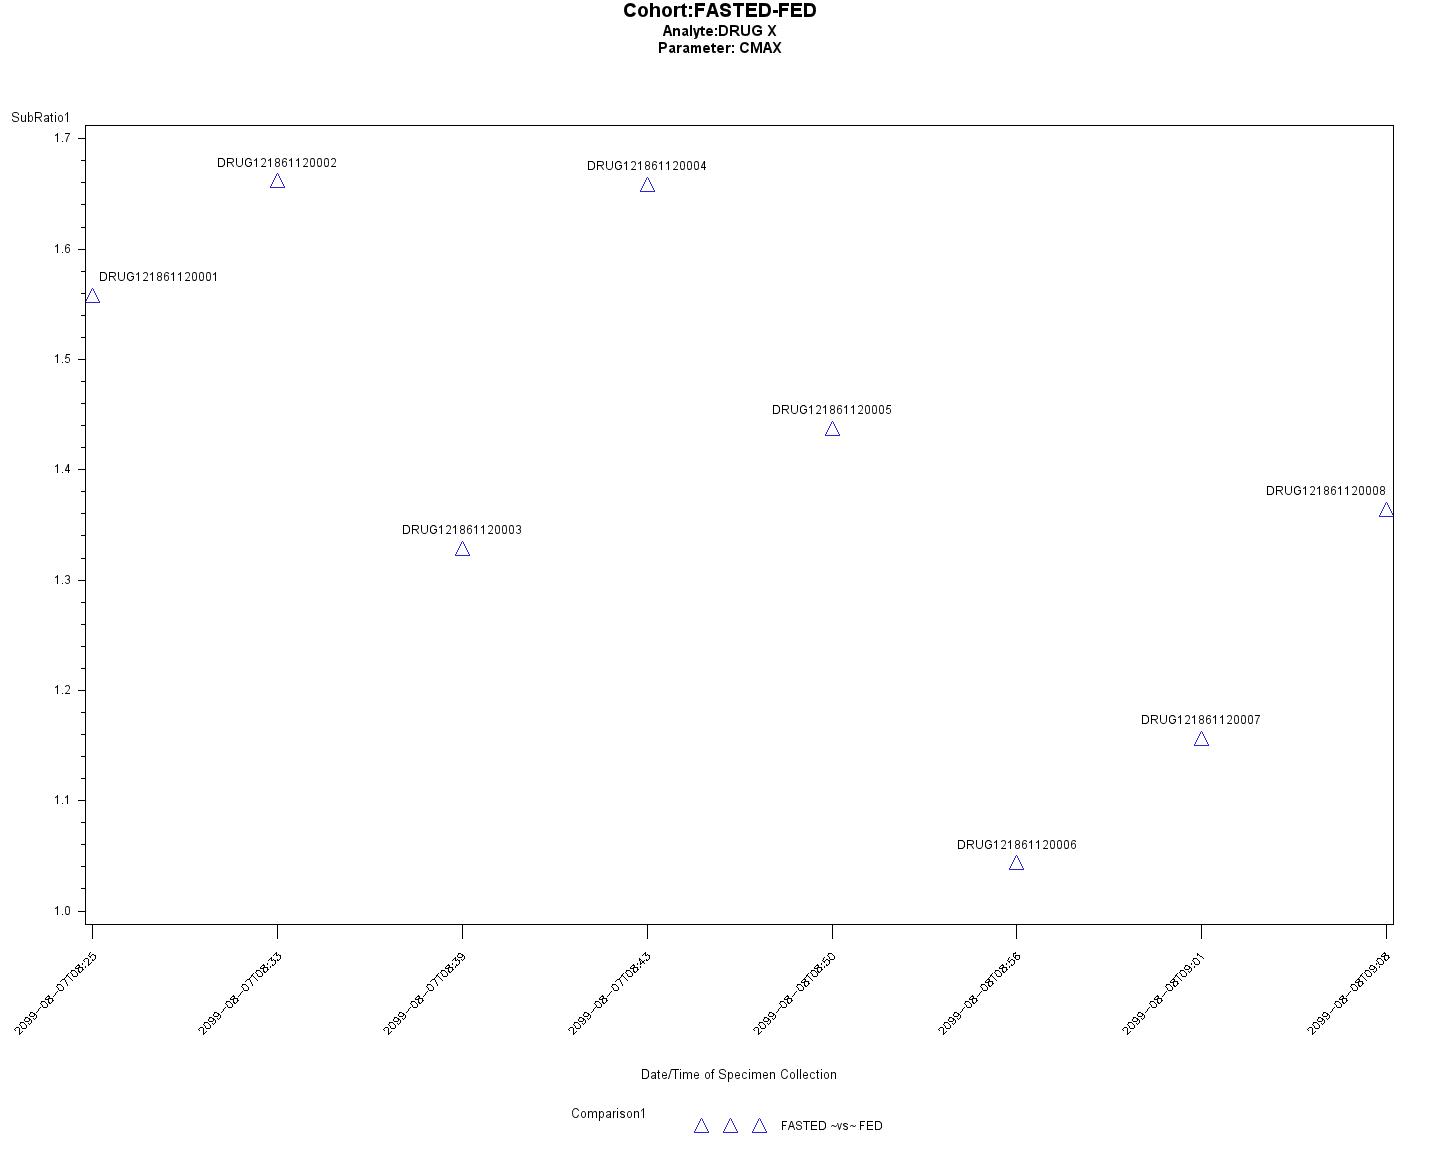 Cohort:FASTED-FED
Analyte:DRUG X
Parameter: CMAX
SubRatio1
1.7
DRUG121861120002
DRUG121861120004
1.6
DRUG121861120001
1.5
DRUG121861120005
1.4
DRUG121861120008
DRUG121861120003
1.3
1.2
DRUG121861120007
1.1
DRUG121861120006
1.0
2099-08-07T08:25
2099-08-07T08:33
2099-08-07T08:39
2099-08-07T08:43
2099-08-08T08:50
2099-08-08T08:56
2099-08-08T09:01
2099-08-08T09:08
Date/Time of Specimen Collection
Comparison1
FASTED ~vs~ FED